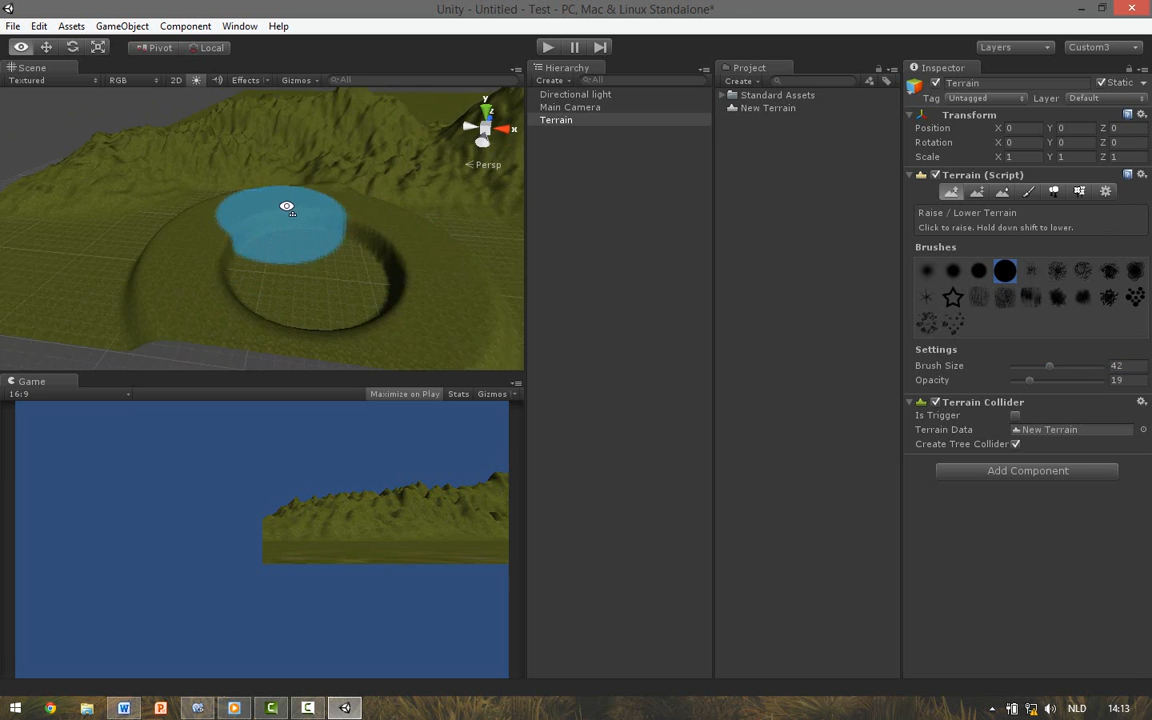 Unity - Untitled - Test - PC, Mac & Linux Standalone*
File Edit Assets GameObject Component Window Help
Pivot Local Layers Custom3
Scene
Textured RGB 2D Effects Gizmos All
y
z
x
Persp
Game
16:9 Maximize on Play Stats Gizmos
Hierarchy
Create All
Directional light
Main Camera
Terrain
Project
Create
Standard Assets
New Terrain
Inspector
Terrain Static
Tag Untagged Layer Default
Transform
Position X 0 Y 0 Z 0
Rotation X 0 Y 0 Z 0
Scale X 1 Y 1 Z 1
Terrain (Script)
Raise / Lower Terrain
Click to raise. Hold down shift to lower.
Brushes
Settings
Brush Size 42
Opacity 19
Terrain Collider
Is Trigger
Terrain Data New Terrain
Create Tree Collider
Add Component
NLD 14:13